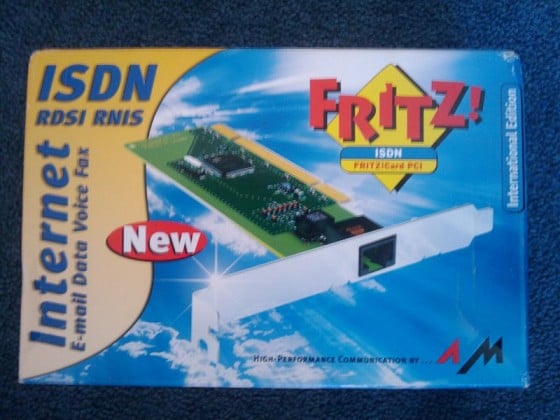 ISDN
RDSI RNIS
Internet
E-mail Data Voice Fax
New
FRITZ!
ISDN
FRITZ!Card PCI
International Edition
HIGH-PERFORMANCE COMMUNICATION BY...
AVM